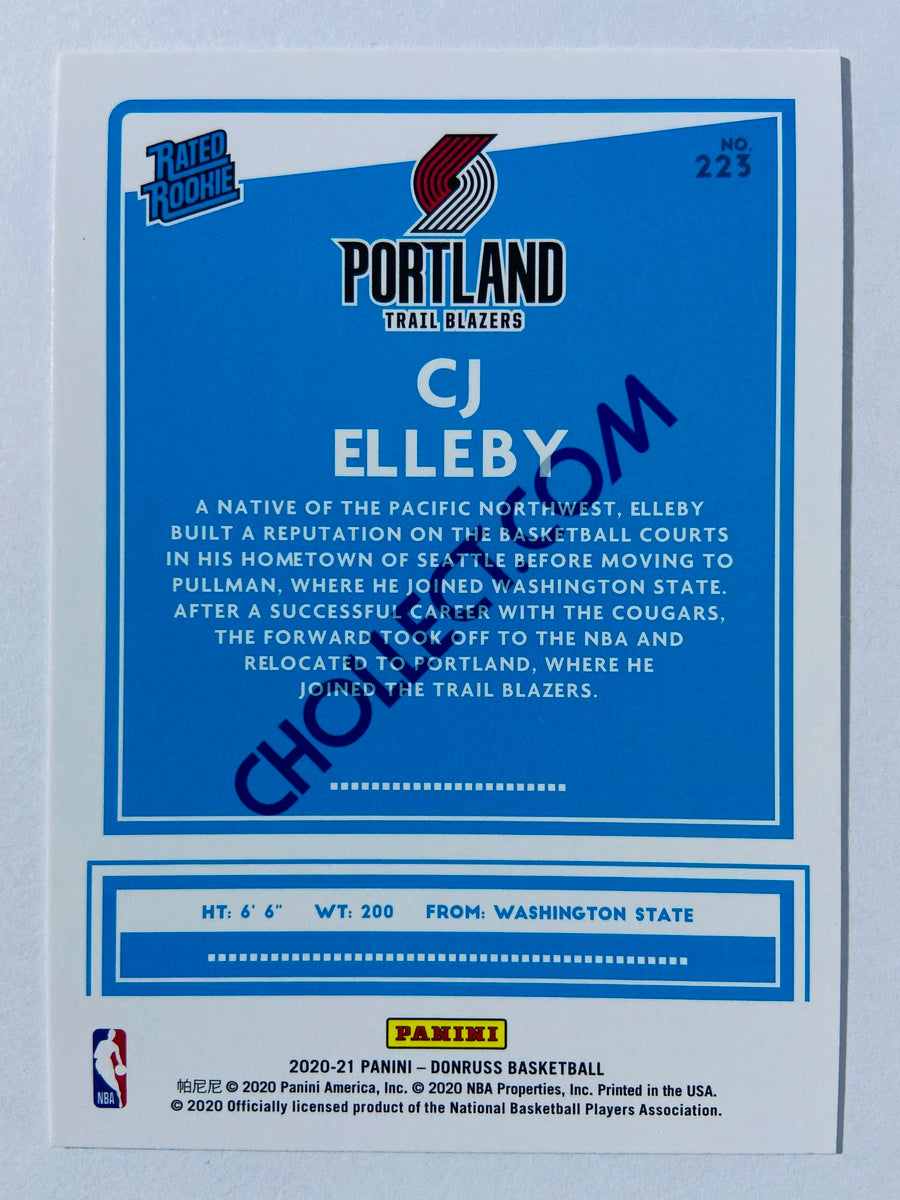 RATED
ROOKIE
NO.
223
PORTLAND
TRAIL BLAZERS
CJ
ELLEBY
A NATIVE OF THE PACIFIC NORTHWEST, ELLEBY
BUILT A REPUTATION ON THE BASKETBALL COURTS
IN HIS HOMETOWN OF SEATTLE BEFORE MOVING TO
PULLMAN, WHERE HE JOINED WASHINGTON STATE.
AFTER A SUCCESSFUL CAREER WITH THE COUGARS,
THE FORWARD TOOK OFF TO THE NBA AND
RELOCATED TO PORTLAND, WHERE HE
JOINED THE TRAIL BLAZERS.
CHOLLECT.COM
HT: 6' 6" WT: 200 FROM: WASHINGTON STATE
PANINI
NBA
2020-21 PANINI – DONRUSS BASKETBALL
帕尼尼 © 2020 Panini America, Inc. © 2020 NBA Properties, Inc. Printed in the USA.
© 2020 Officially licensed product of the National Basketball Players Association.